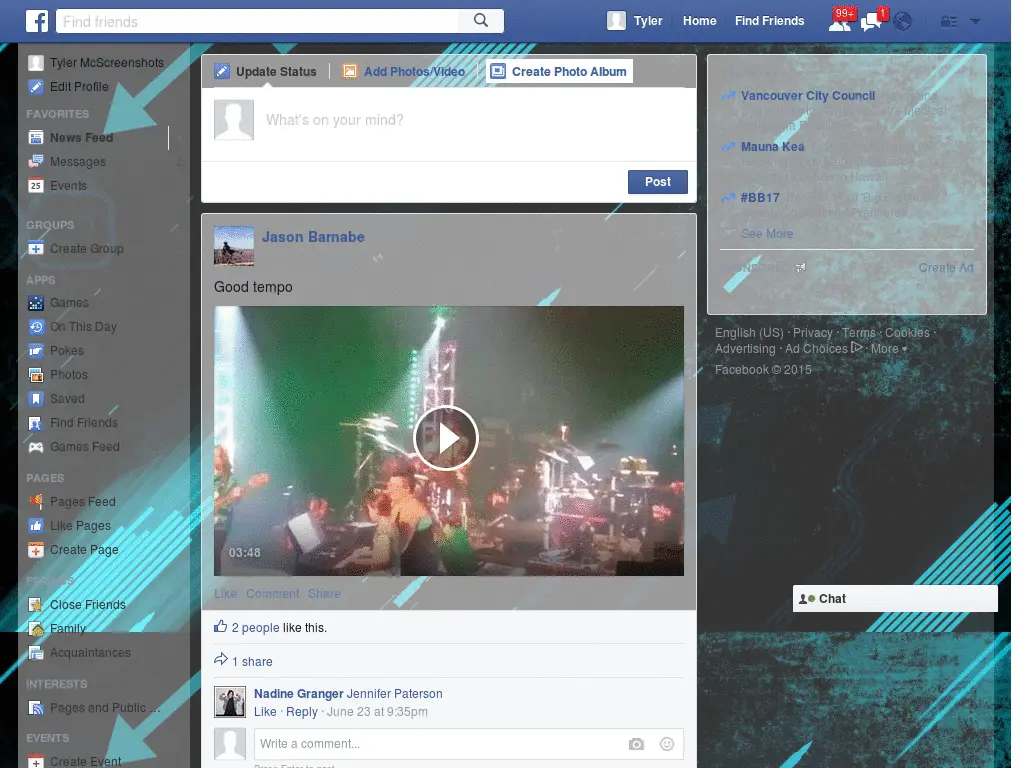 Find friends
Tyler
Home
Find Friends
99+
1
Tyler McScreenshots
Edit Profile
FAVORITES
News Feed
Messages
25
Events
GROUPS
Create Group
APPS
Games
On This Day
Pokes
Photos
Saved
Find Friends
Games Feed
PAGES
Pages Feed
Like Pages
Create Page
Close Friends
Family
Acquaintances
INTERESTS
Pages and Public ...
EVENTS
Create Event
Update Status
Add Photos/Video
Create Photo Album
What's on your mind?
Post
Jason Barnabe
Good tempo
03:48
Like Comment Share
2 people like this.
1 share
Nadine Granger Jennifer Paterson
Like · Reply · June 23 at 9:35pm
Write a comment...
Press Enter to post.
Vancouver City Council
Mauna Kea
#BB17
See More
Create Ad
English (US) · Privacy · Terms · Cookies ·
Advertising · Ad Choices · More
Facebook © 2015
Chat